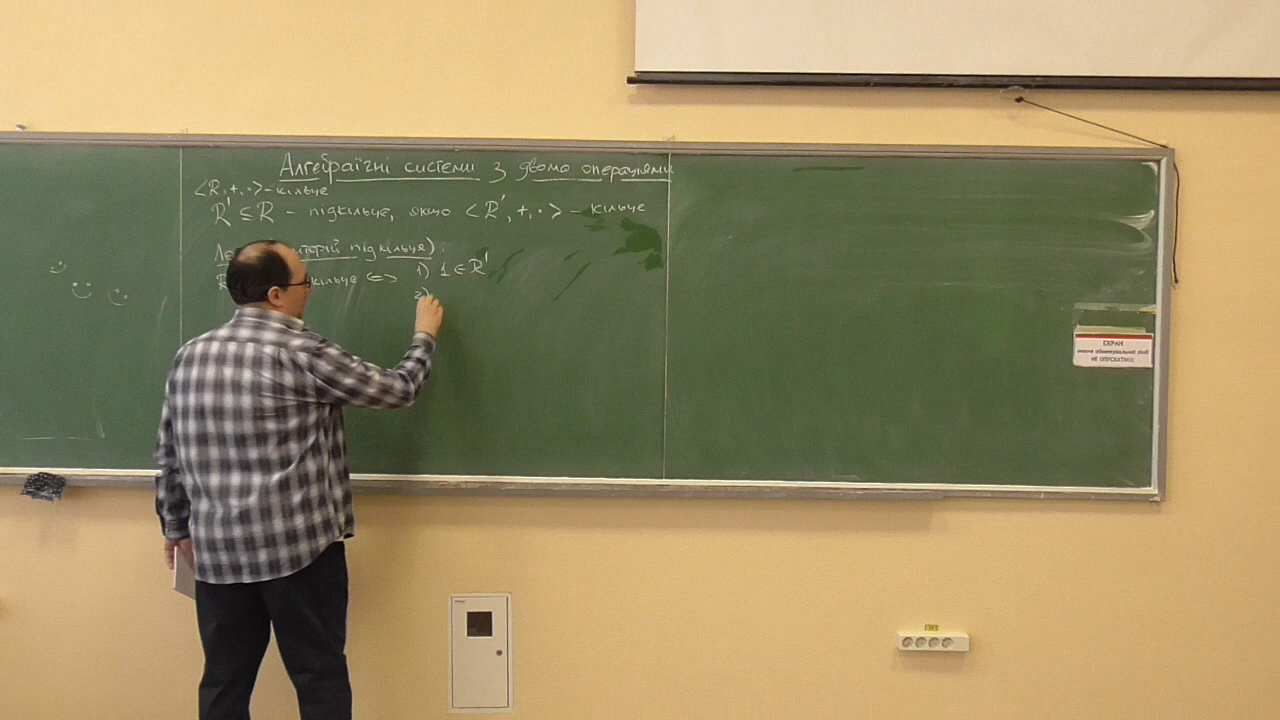 Алгебраїчні системи з двома операціями
<R, +, ·> - кільце
R' ⊆ R - підкільце, якщо <R', +, ·> - кільце
підкільця):
кільце <=> 1) 1 ∈ R'
2)
ЕКРАН
НЕ ОПУСКАТИ!!!